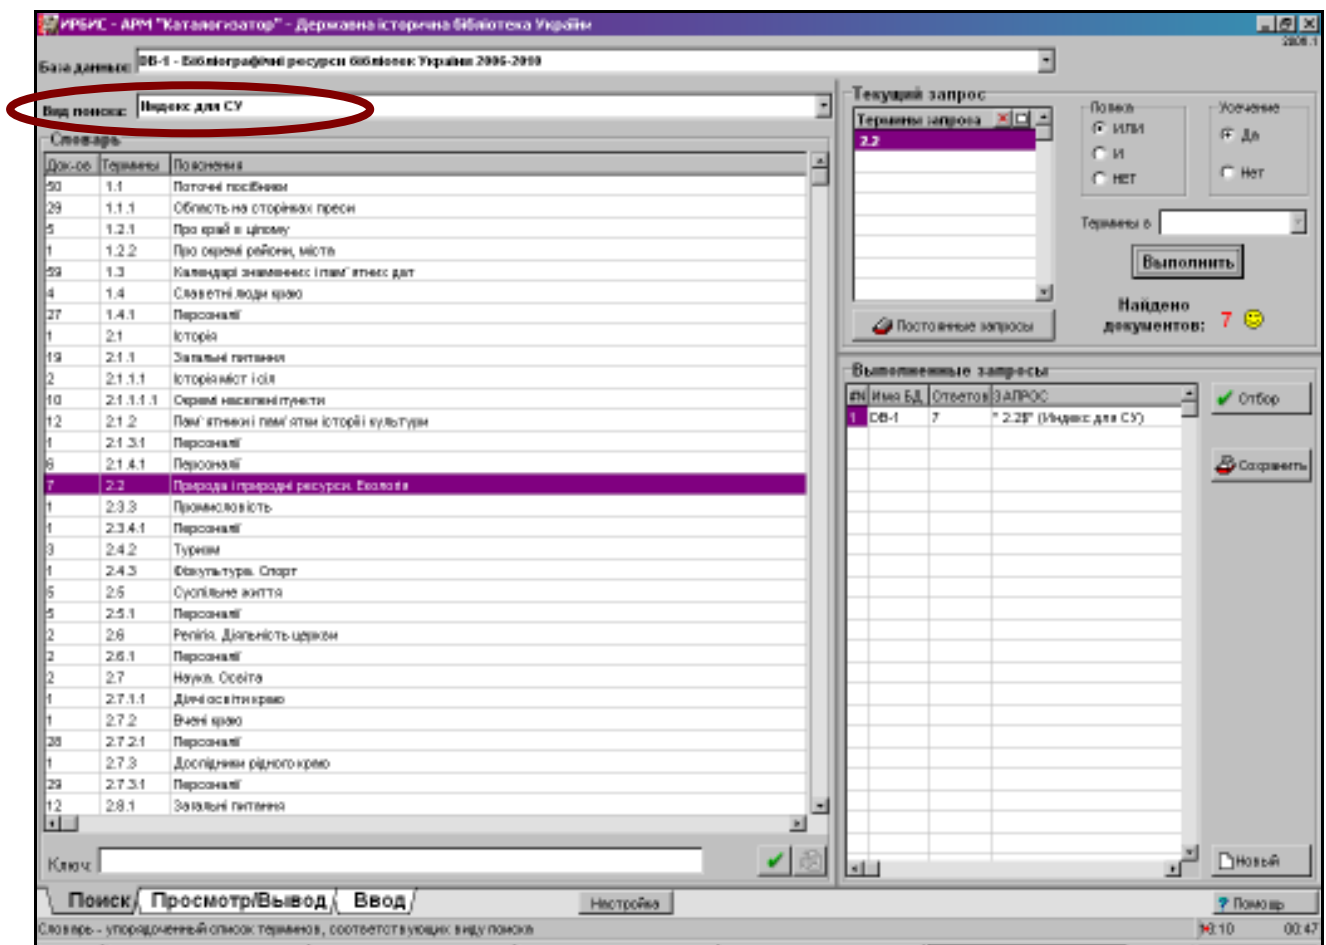 ИРБИС - АРМ "Каталогизатор" - Державна історична бібліотека України
2006.1
База данных: DB-1 - Бібліографічні ресурси бібліотек України 2006-2010
Вид поиска: Индекс для СУ
Словарь
Док-ов Термины Пояснения
50 1.1 Поточні посібники
29 1.1.1 Область на сторінках преси
5 1.2.1 Про край в цілому
1 1.2.2 Про окремі райони, міста
59 1.3 Календарі знаменних і пам`ятних дат
4 1.4 Славетні люди краю
27 1.4.1 Персоналії
1 2.1 Історія
19 2.1.1 Загальні питання
2 2.1.1.1 Історія міст і сіл
10 2.1.1.1.1 Окремі населені пункти
12 2.1.2 Пам`ятники і пам`ятки історії і культури
2.1.3.1 Персоналії
6 2.1.4.1 Персоналії
7 2.2 Природа і природні ресурси. Екологія
1 2.3.3 Промисловість
1 2.3.4.1 Персоналії
3 2.4.2 Туризм
1 2.4.3 Фізкультура. Спорт
5 2.5 Суспільне життя
5 2.5.1 Персоналії
2 2.6 Релігія. Діяльність церкви
2 2.6.1 Персоналії
2 2.7 Наука. Освіта
1 2.7.1.1 Діячі освіти краю
1 2.7.2 Вчені краю
28 2.7.2.1 Персоналії
1 2.7.3 Дослідники рідного краю
29 2.7.3.1 Персоналії
12 2.8.1 Загальні питання
Ключ:
Текущий запрос
Термины запроса
2.2
Логика
ИЛИ
И
НЕТ
Усечение
Да
Нет
Термины в
Выполнить
Постоянные запросы
Найдено
документов: 7
Выполненные запросы
#N Имя БД Ответов ЗАПРОС
1 DB-1 7 " 2.2$" (Индекс для СУ)
Отбор
Сохранить
Новый
Поиск Просмотр/Вывод Ввод Настройка Помощь
Словарь - упорядоченный список терминов, соответствующих виду поиска 00:47